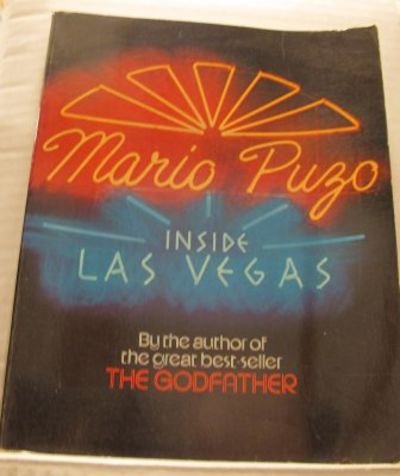 Mario Puzo
INSIDE
LAS VEGAS
By the author of
the great best-seller
THE GODFATHER